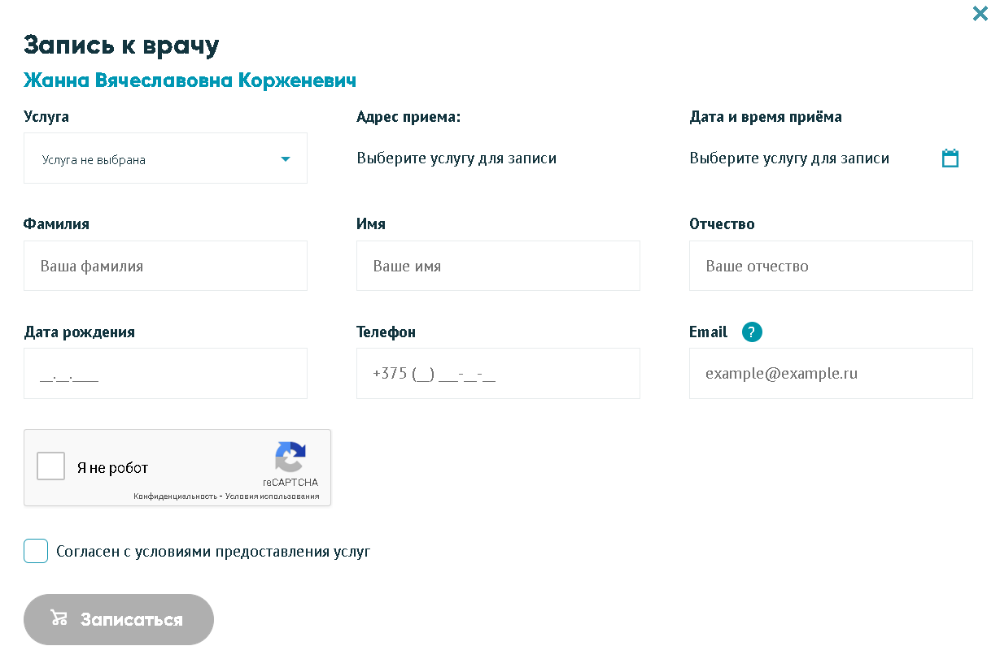 Запись к врачу
Жанна Вячеславовна Корженевич
Услуга
Адрес приема:
Дата и время приёма
Услуга не выбрана
Выберите услугу для записи
Выберите услугу для записи
Фамилия
Имя
Отчество
Ваша фамилия
Ваше имя
Ваше отчество
Дата рождения
Телефон
Email ?
__.__.____
+375 (__) ___-__-__
example@example.ru
Я не робот
reCAPTCHA
Конфиденциальность - Условия использования
Согласен с условиями предоставления услуг
Записаться